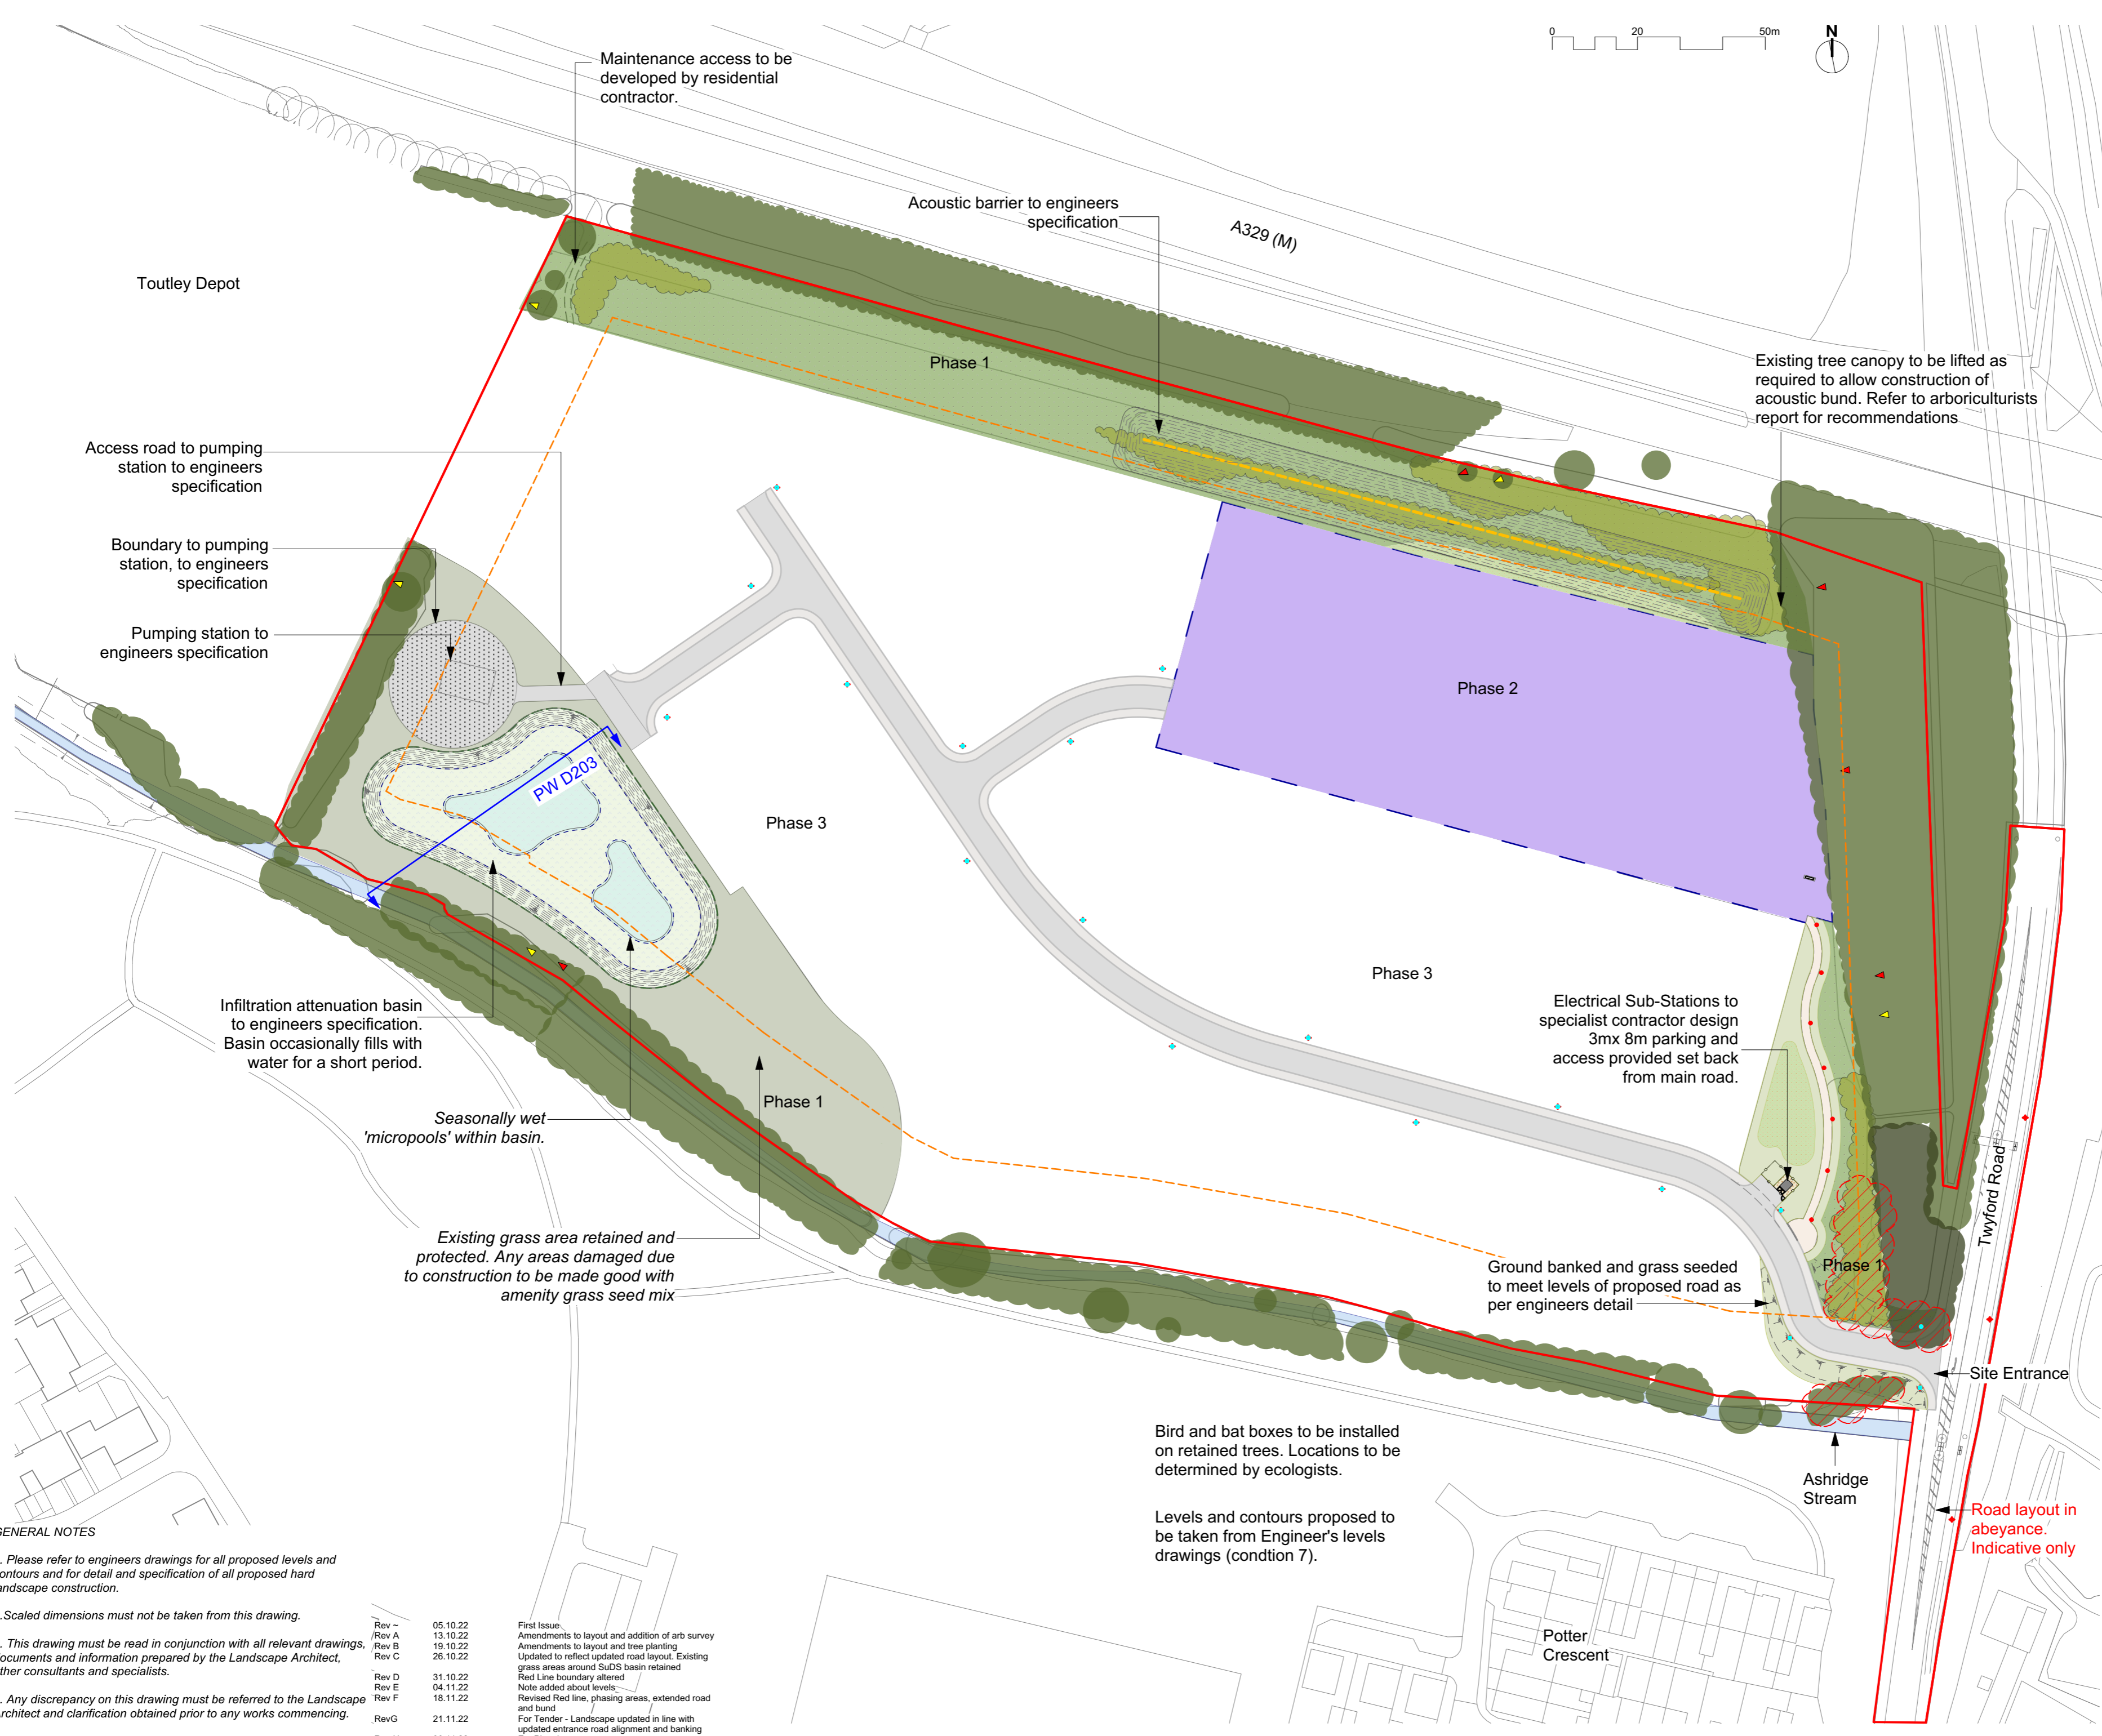 0 20 50m
N
Maintenance access to be
developed by residential
contractor.
Acoustic barrier to engineers
specification
A329 (M)
Toutley Depot
Phase 1
Existing tree canopy to be lifted as
required to allow construction of
acoustic bund. Refer to arboriculturists
report for recommendations
Access road to pumping
station to engineers
specification
Boundary to pumping
station, to engineers
specification
Pumping station to
engineers specification
Phase 2
PW D203
Phase 3
Phase 3
Infiltration attenuation basin
to engineers specification.
Basin occasionally fills with
water for a short period.
Electrical Sub-Stations to
specialist contractor design
3mx 8m parking and
access provided set back
from main road.
Phase 1
Seasonally wet
'micropools' within basin.
Twyford Road
Existing grass area retained and
protected. Any areas damaged due
to construction to be made good with
amenity grass seed mix
Ground banked and grass seeded
to meet levels of proposed road as
per engineers detail
Phase 1
Site Entrance
Bird and bat boxes to be installed
on retained trees. Locations to be
determined by ecologists.
Levels and contours proposed to
be taken from Engineer's levels
drawings (condtion 7).
Ashridge
Stream
Road layout in
abeyance.
Indicative only
Potter
Crescent
GENERAL NOTES
. Please refer to engineers drawings for all proposed levels and
contours and for detail and specification of all proposed hard
landscape construction.
.Scaled dimensions must not be taken from this drawing.
. This drawing must be read in conjunction with all relevant drawings,
documents and information prepared by the Landscape Architect,
other consultants and specialists.
. Any discrepancy on this drawing must be referred to the Landscape
Architect and clarification obtained prior to any works commencing.
Rev ~ 05.10.22 First Issue
Rev A 13.10.22 Amendments to layout and addition of arb survey
Rev B 19.10.22 Amendments to layout and tree planting
Rev C 26.10.22 Updated to reflect updated road layout. Existing
grass areas around SuDS basin retained
Rev D 31.10.22 Red Line boundary altered
Rev E 04.11.22 Note added about levels
Rev F 18.11.22 Revised Red line, phasing areas, extended road
and bund
RevG 21.11.22 For Tender - Landscape updated in line with
updated entrance road alignment and banking